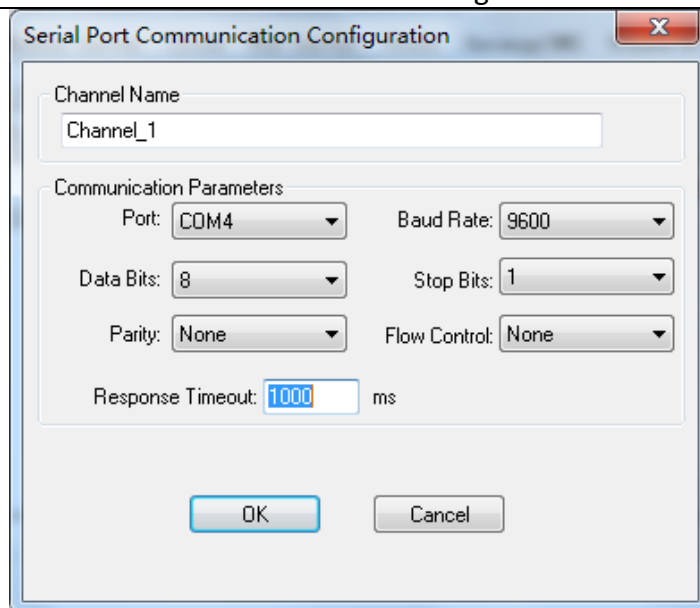 Serial Port Communication Configuration
Channel Name
Channel_1
Communication Parameters
Port: COM4 Baud Rate: 9600
Data Bits: 8 Stop Bits: 1
Parity: None Flow Control: None
Response Timeout: 1000 ms
OK Cancel